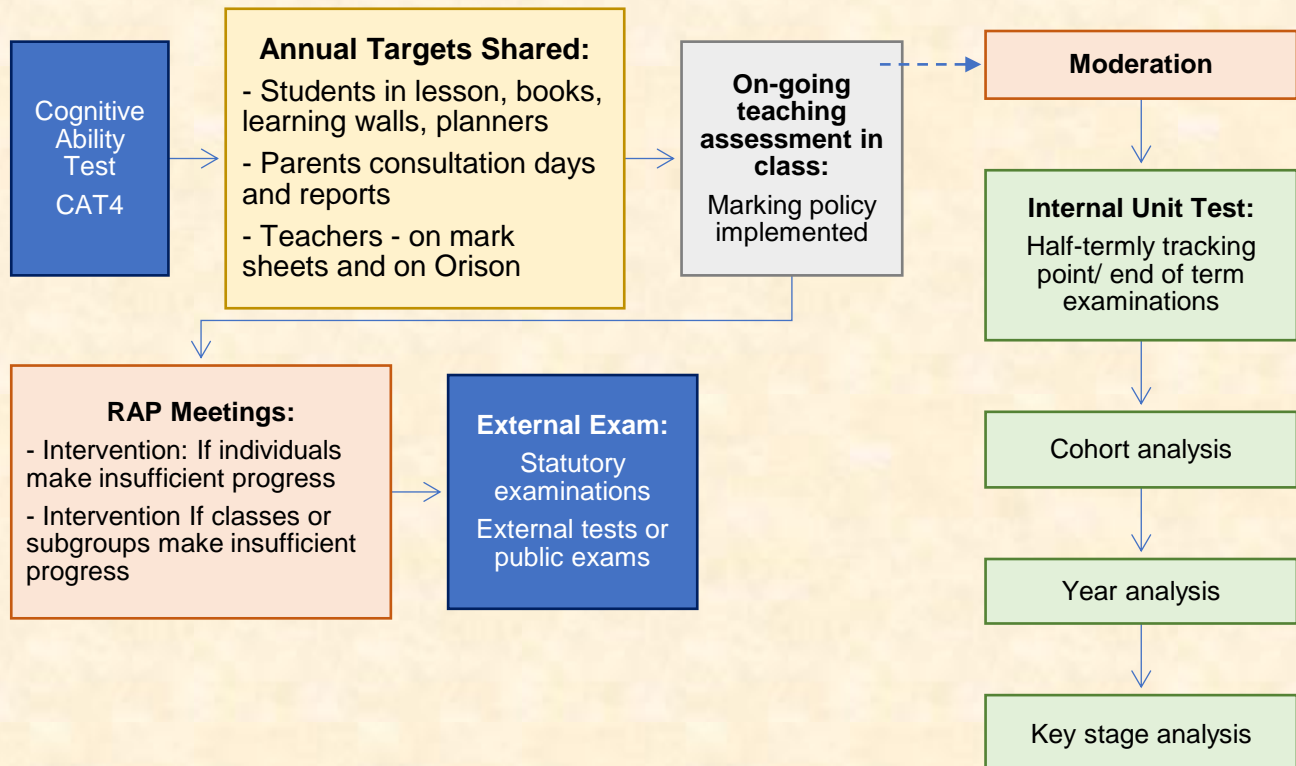 Cognitive
Ability
Test
CAT4
Annual Targets Shared:
- Students in lesson, books,
learning walls, planners
- Parents consultation days
and reports
- Teachers - on mark
sheets and on Orison
On-going
teaching
assessment in
class:
Marking policy
implemented
Moderation
Internal Unit Test:
Half-termly tracking
point/ end of term
examinations
RAP Meetings:
- Intervention: If individuals
make insufficient progress
- Intervention If classes or
subgroups make insufficient
progress
External Exam:
Statutory
examinations
External tests or
public exams
Cohort analysis
Year analysis
Key stage analysis